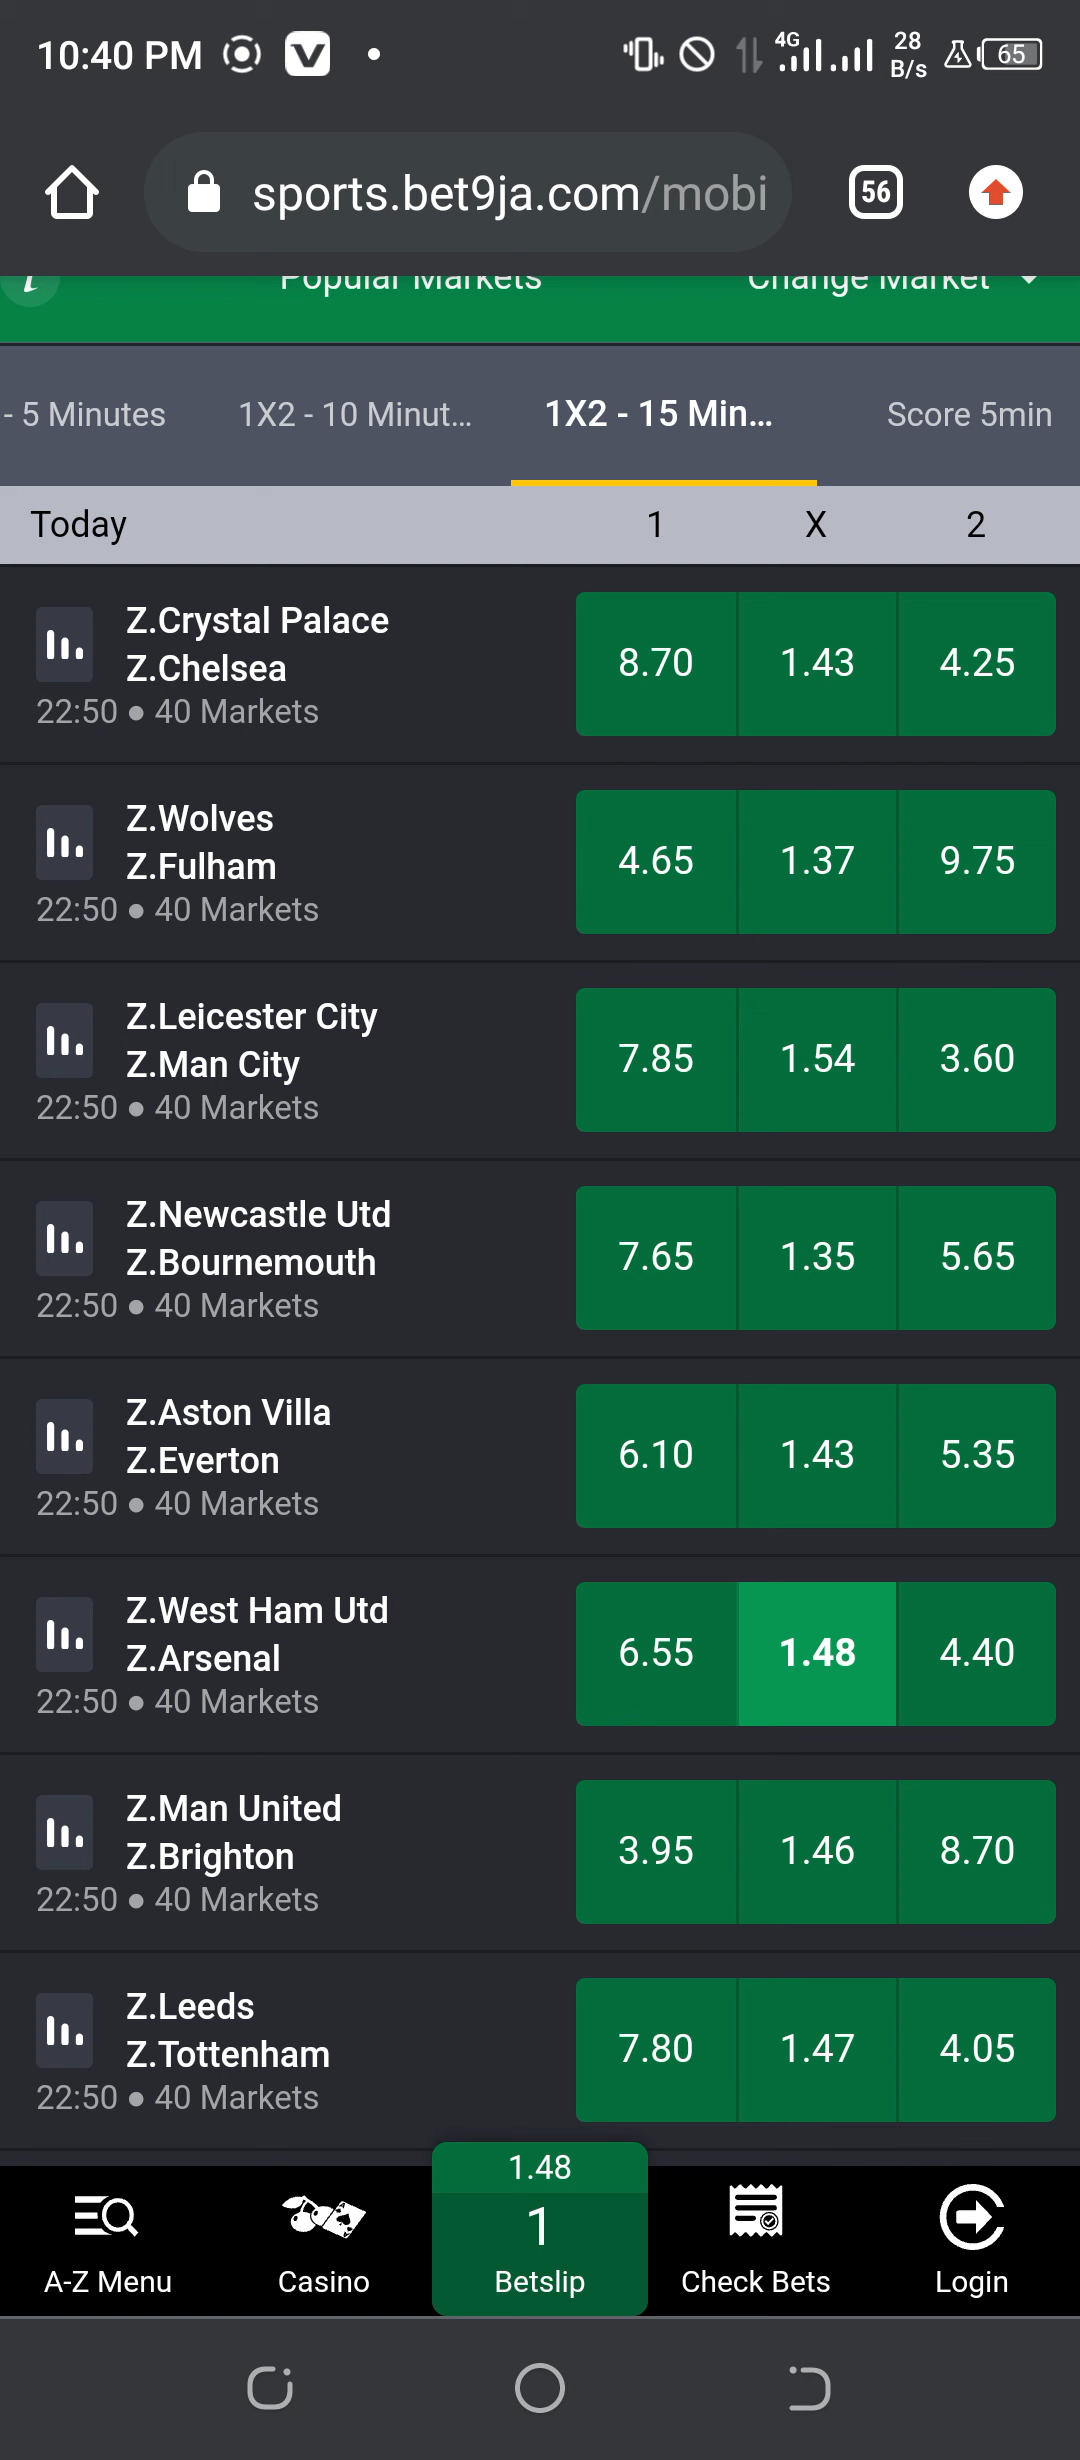 10:40 PM
4G
28
B/s
65
sports.bet9ja.com/mobi
56
i
Popular Markets
Change Market
- 5 Minutes
1X2 - 10 Minut...
1X2 - 15 Min...
Score 5min
Today
1
X
2
Z.Crystal Palace
Z.Chelsea
22:50 ● 40 Markets
8.70
1.43
4.25
Z.Wolves
Z.Fulham
22:50 ● 40 Markets
4.65
1.37
9.75
Z.Leicester City
Z.Man City
22:50 ● 40 Markets
7.85
1.54
3.60
Z.Newcastle Utd
Z.Bournemouth
22:50 ● 40 Markets
7.65
1.35
5.65
Z.Aston Villa
Z.Everton
22:50 ● 40 Markets
6.10
1.43
5.35
Z.West Ham Utd
Z.Arsenal
22:50 ● 40 Markets
6.55
1.48
4.40
Z.Man United
Z.Brighton
22:50 ● 40 Markets
3.95
1.46
8.70
Z.Leeds
Z.Tottenham
22:50 ● 40 Markets
7.80
1.47
4.05
1.48
1
A-Z Menu
Casino
Betslip
Check Bets
Login